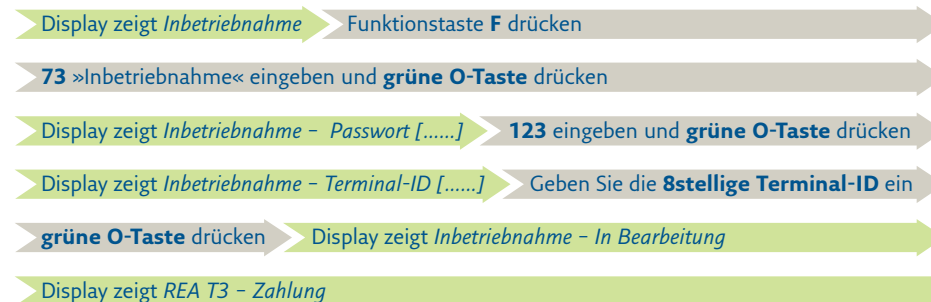 Display zeigt Inbetriebnahme Funktionstaste F drücken
73 »Inbetriebnahme« eingeben und grüne O-Taste drücken
Display zeigt Inbetriebnahme – Passwort [......] 123 eingeben und grüne O-Taste drücken
Display zeigt Inbetriebnahme – Terminal-ID [......] Geben Sie die 8stellige Terminal-ID ein
grüne O-Taste drücken Display zeigt Inbetriebnahme – In Bearbeitung
Display zeigt REA T3 – Zahlung